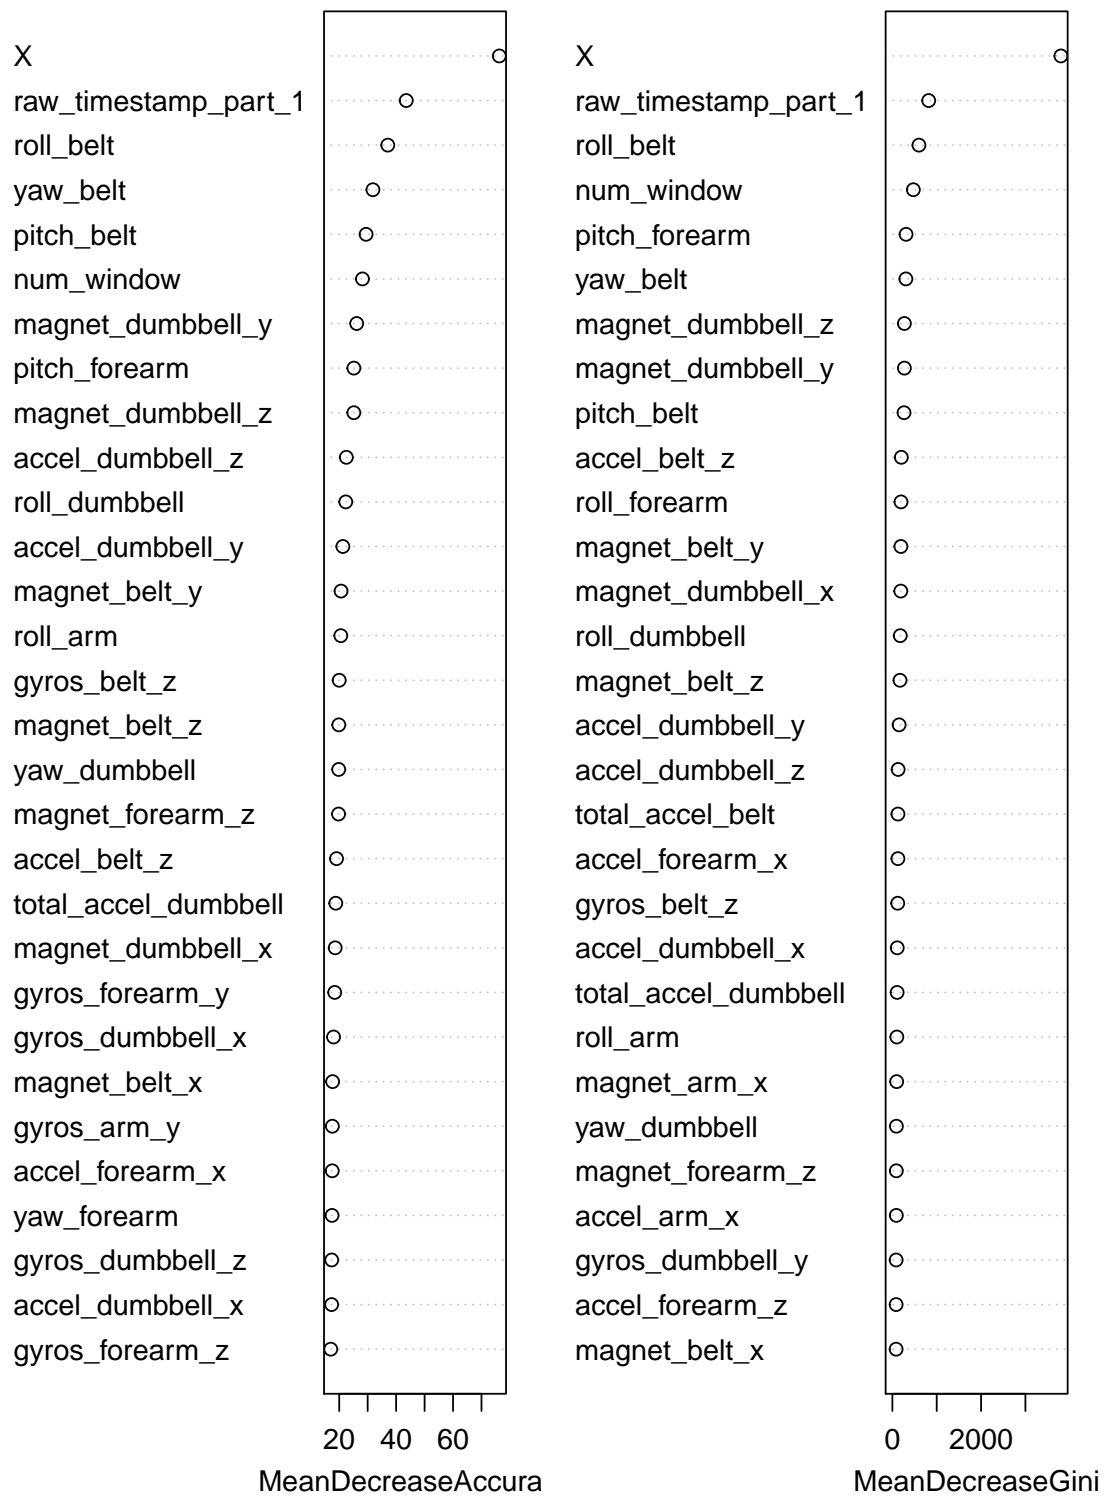 X
raw_timestamp_part_1
roll_belt
yaw_belt
pitch_belt
num_window
magnet_dumbbell_y
pitch_forearm
magnet_dumbbell_z
accel_dumbbell_z
roll_dumbbell
accel_dumbbell_y
magnet_belt_y
roll_arm
gyros_belt_z
magnet_belt_z
yaw_dumbbell
magnet_forearm_z
accel_belt_z
total_accel_dumbbell
magnet_dumbbell_x
gyros_forearm_y
gyros_dumbbell_x
magnet_belt_x
gyros_arm_y
accel_forearm_x
yaw_forearm
gyros_dumbbell_z
accel_dumbbell_x
gyros_forearm_z
20 40 60
MeanDecreaseAccura
X
raw_timestamp_part_1
roll_belt
num_window
pitch_forearm
yaw_belt
magnet_dumbbell_z
magnet_dumbbell_y
pitch_belt
accel_belt_z
roll_forearm
magnet_belt_y
magnet_dumbbell_x
roll_dumbbell
magnet_belt_z
accel_dumbbell_y
accel_dumbbell_z
total_accel_belt
accel_forearm_x
gyros_belt_z
accel_dumbbell_x
total_accel_dumbbell
roll_arm
magnet_arm_x
yaw_dumbbell
magnet_forearm_z
accel_arm_x
gyros_dumbbell_y
accel_forearm_z
magnet_belt_x
0 2000
MeanDecreaseGini